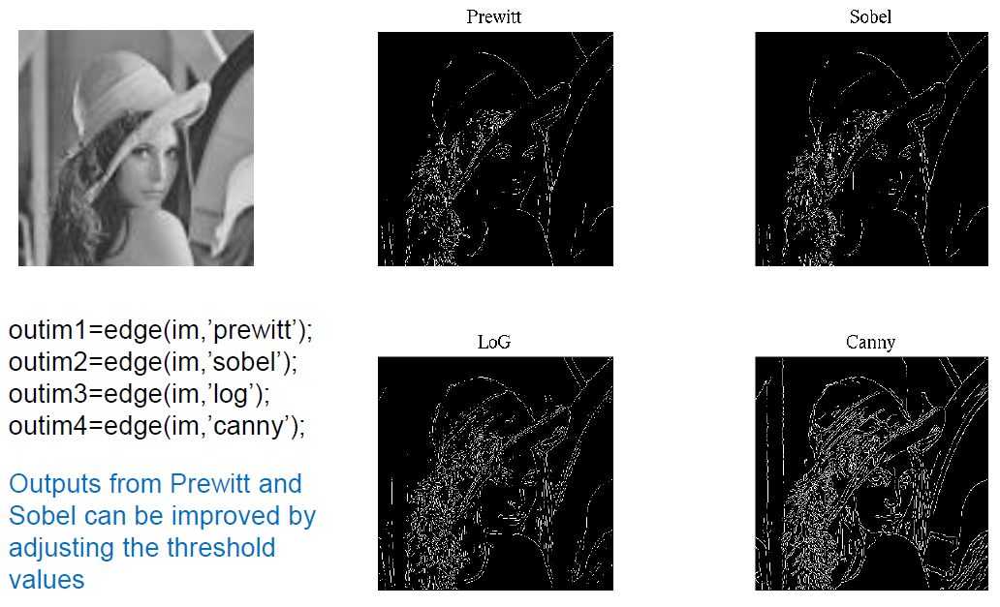 Prewitt
Sobel
outim1=edge(im,’prewitt’);
outim2=edge(im,’sobel’);
outim3=edge(im,’log’);
outim4=edge(im,’canny’);
LoG
Canny
Outputs from Prewitt and
Sobel can be improved by
adjusting the threshold
values